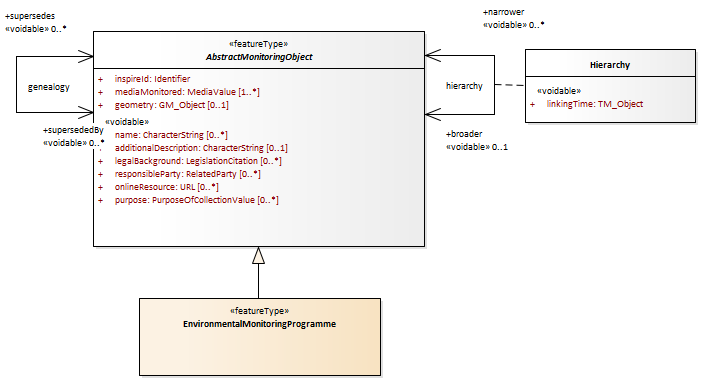 +supersedes
«voidable» 0..*
genealogy
+supersededBy
«voidable» 0..*
«featureType»
AbstractMonitoringObject
+ inspireId: Identifier
+ mediaMonitored: MediaValue [1..*]
+ geometry: GM_Object [0..1]
«voidable»
name: CharacterString [0..*]
additionalDescription: CharacterString [0..1]
+ legalBackground: LegislationCitation [0..*]
+ responsibleParty: RelatedParty [0..*]
+ onlineResource: URL [0..*]
+ purpose: PurposeOfCollectionValue [0..*]
+narrower
«voidable» 0..*
hierarchy
+broader
«voidable» 0..1
Hierarchy
«voidable»
+ linkingTime: TM_Object
«featureType»
EnvironmentalMonitoringProgramme